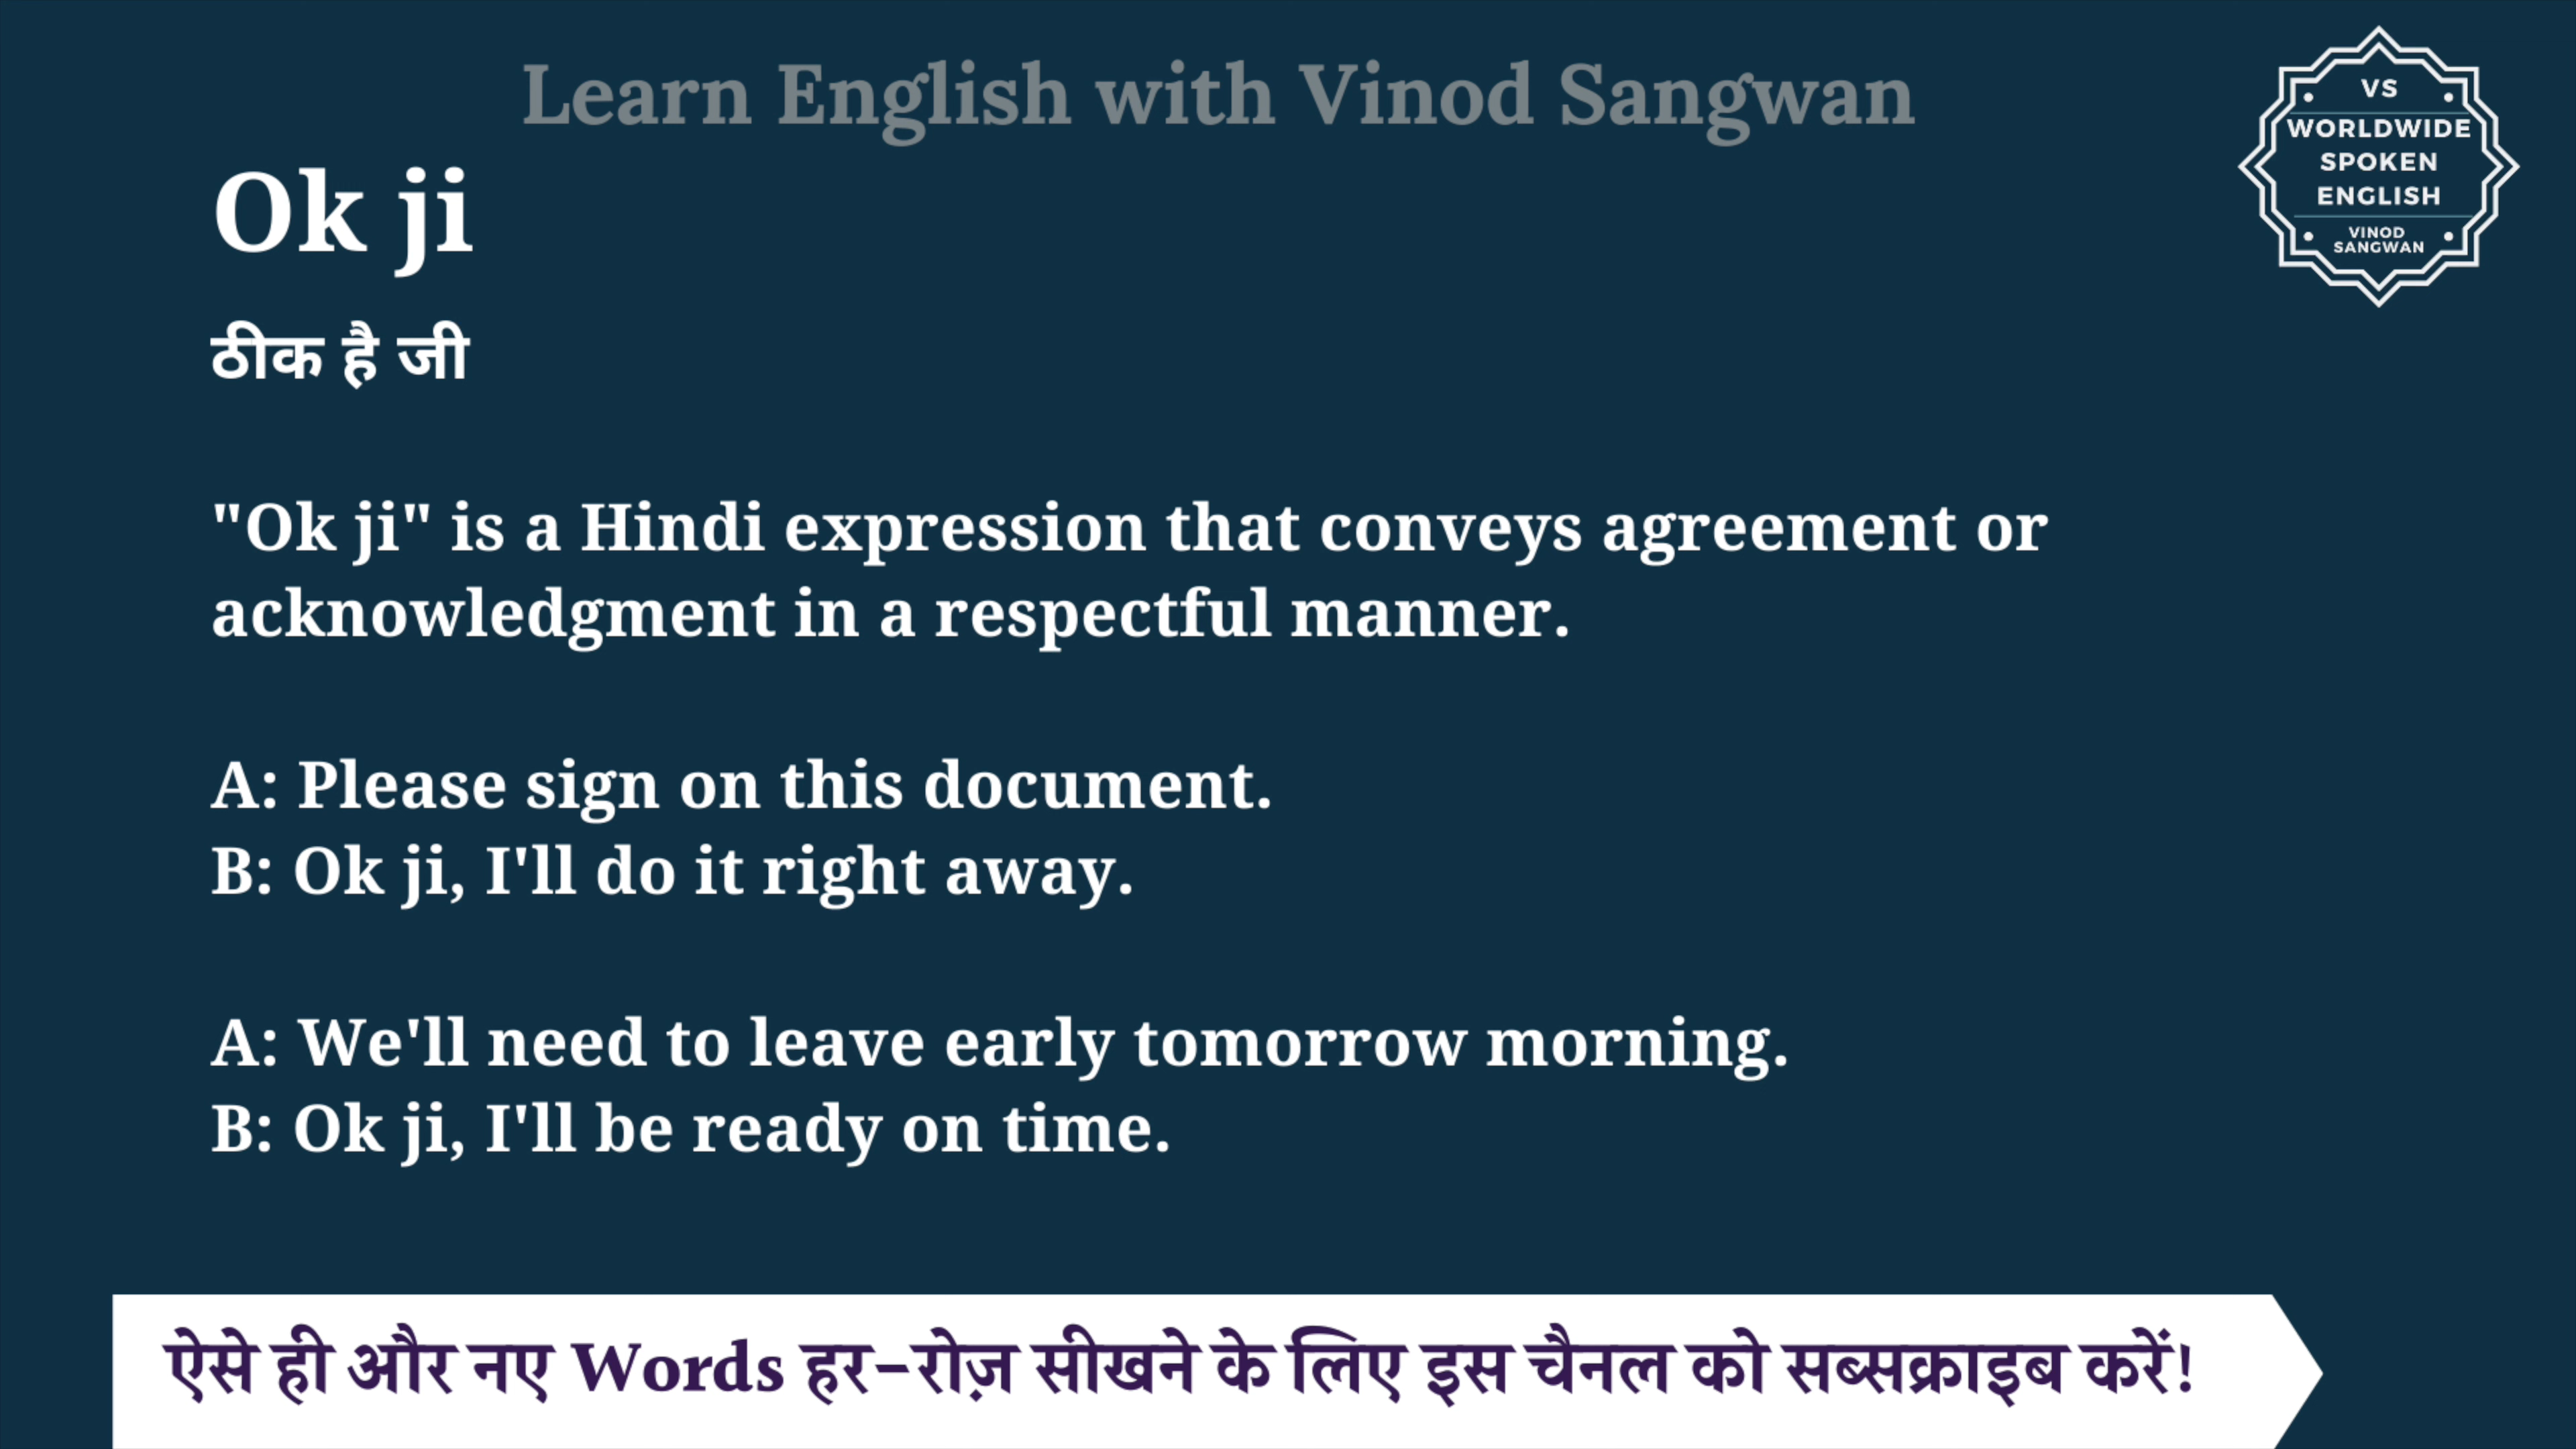 Learn English with Vinod Sangwan
VS
WORLDWIDE
SPOKEN
ENGLISH
VINOD
SANGWAN
Ok ji
ठीक है जी
"Ok ji" is a Hindi expression that conveys agreement or
acknowledgment in a respectful manner.
A: Please sign on this document.
B: Ok ji, I'll do it right away.
A: We'll need to leave early tomorrow morning.
B: Ok ji, I'll be ready on time.
ऐसे ही और नए Words हर-रोज़ सीखने के लिए इस चैनल को सब्सक्राइब करें!